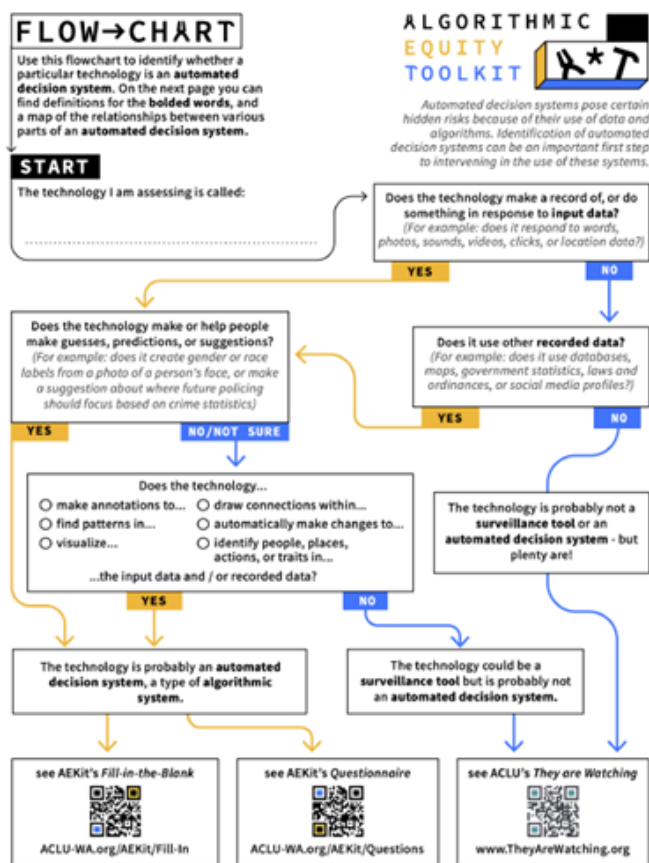 FLOW→CHART
Use this flowchart to identify whether a
particular technology is an automated
decision system. On the next page you can
find definitions for the bolded words, and
a map of the relationships between various
parts of an automated decision system.
ALGORITHMIC
EQUITY
TOOLKIT
Automated decision systems pose certain
hidden risks because of their use of data and
algorithms. Identification of automated
decision systems can be an important first step
to intervening in the use of these systems.
START
The technology I am assessing is called:
Does the technology make a record of, or do
something in response to input data?
(For example: does it respond to words,
photos, sounds, videos, clicks, or location data?)
YES
NO
Does the technology make or help people
make guesses, predictions, or suggestions?
(For example: does it create gender or race
labels from a photo of a person's face, or make
a suggestion about where future policing
should focus based on crime statistics)
YES
NO/NOT SURE
Does it use other recorded data?
(For example: does it use databases,
maps, government statistics, laws and
ordinances, or social media profiles?)
YES
NO
Does the technology...
make annotations to...
find patterns in...
visualize...
draw connections within...
automatically make changes to...
identify people, places,
actions, or traits in...
...the input data and / or recorded data?
YES
NO
The technology is probably not a
surveillance tool or an
automated decision system - but
plenty are!
The technology is probably an automated
decision system, a type of algorithmic
system.
The technology could be a
surveillance tool but is probably not
an automated decision system.
see AEKit's Fill-in-the-Blank
ACLU-WA.org/AEKit/Fill-In
see AEKit's Questionnaire
ACLU-WA.org/AEKit/Questions
see ACLU's They are Watching
www.TheyAreWatching.org